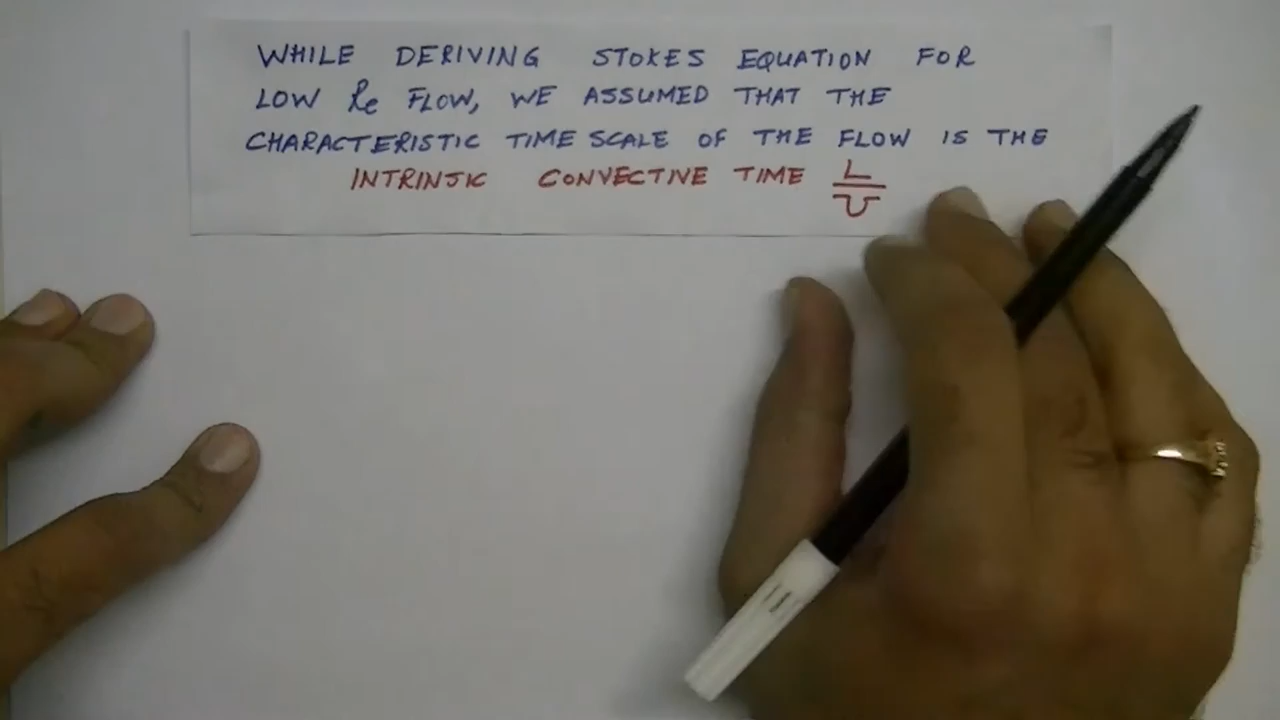 WHILE DERIVING STOKES EQUATION FOR
LOW Re FLOW, WE ASSUMED THAT THE
CHARACTERISTIC TIME SCALE OF THE FLOW IS THE
INTRINSIC CONVECTIVE TIME L/U